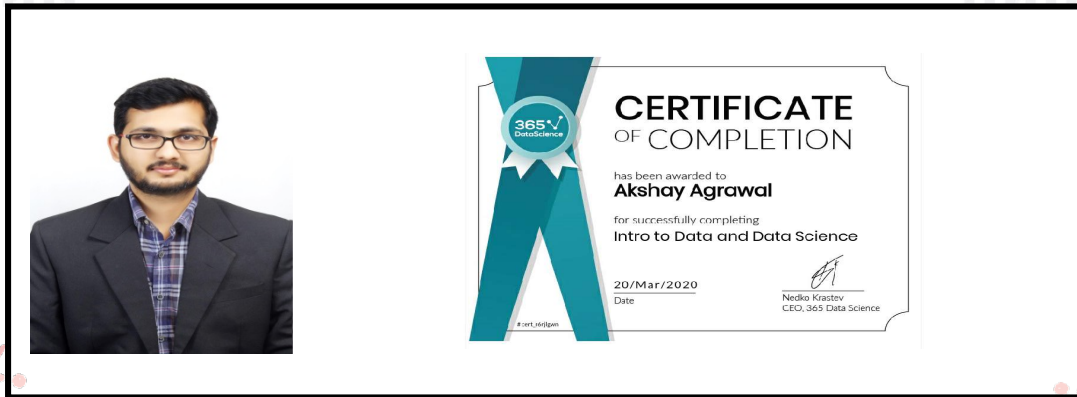 365
DataScience
CERTIFICATE
OF COMPLETION
has been awarded to
Akshay Agrawal
for successfully completing
Intro to Data and Data Science
20/Mar/2020
Date
Nedko Krastev
CEO, 365 Data Science